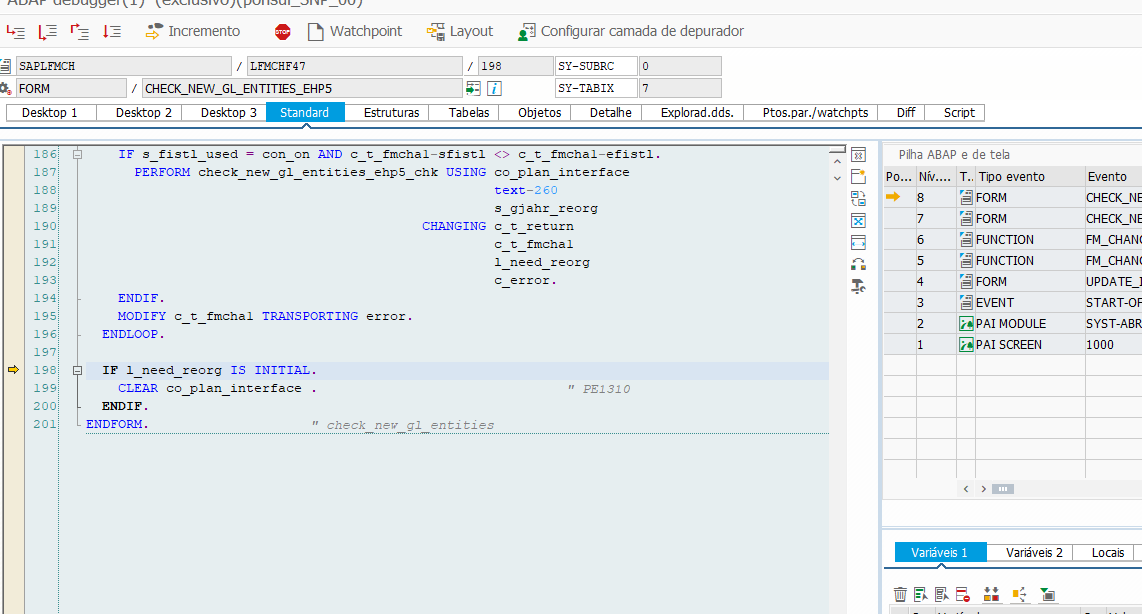 ABAP debugger(1) (exclusivo)(ponsul_SNP_00)
Incremento STOP Watchpoint Layout Configurar camada de depurador
SAPLFMCH / LFMCHF47 / 198 SY-SUBRC 0
FORM / CHECK_NEW_GL_ENTITIES_EHP5 SY-TABIX 7
Desktop 1 Desktop 2 Desktop 3 Standard Estruturas Tabelas Objetos Detalhe Explorad.dds. Ptos.par./watchpts Diff Script
186 IF s_fistl_used = con_on AND c_t_fmcha1-sfistl <> c_t_fmcha1-efistl.
187 PERFORM check_new_gl_entities_ehp5_chk USING co_plan_interface
188 text-260
189 s_gjahr_reorg
190 CHANGING c_t_return
191 c_t_fmcha1
192 l_need_reorg
193 c_error.
194 ENDIF.
195 MODIFY c_t_fmcha1 TRANSPORTING error.
196 ENDLOOP.
197
198 IF l_need_reorg IS INITIAL.
199 CLEAR co_plan_interface . " PE1310
200 ENDIF.
201 ENDFORM. " check_new_gl_entities
Pilha ABAP e de tela
Po... Nív.... T.. Tipo evento Evento
8 FORM CHECK_NE
7 FORM CHECK_NE
6 FUNCTION FM_CHANG
5 FUNCTION FM_CHANG
4 FORM UPDATE_I
3 EVENT START-OF
2 PAI MODULE SYST-ABR
1 PAI SCREEN 1000
Variáveis 1 Variáveis 2 Locais